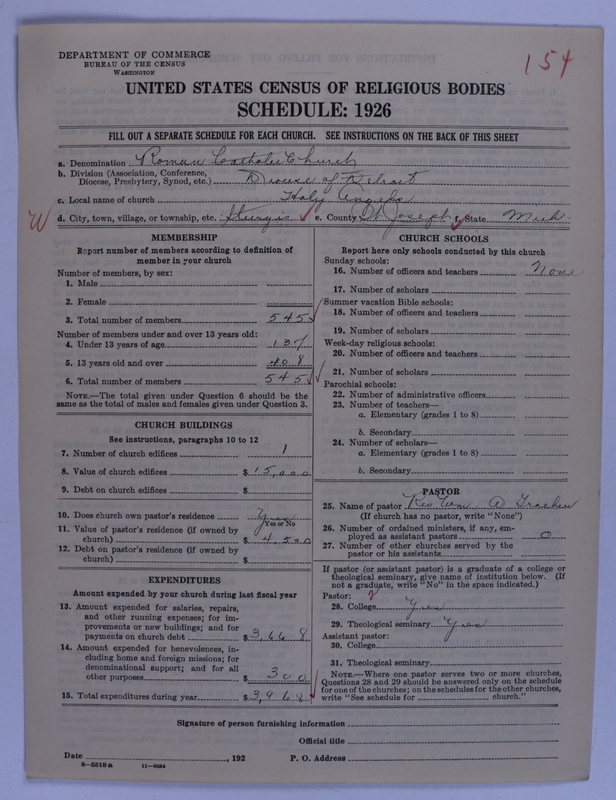 DEPARTMENT OF COMMERCE
BUREAU OF THE CENSUS
WASHINGTON
154
UNITED STATES CENSUS OF RELIGIOUS BODIES
SCHEDULE: 1926
FILL OUT A SEPARATE SCHEDULE FOR EACH CHURCH. SEE INSTRUCTIONS ON THE BACK OF THIS SHEET
a. Denomination Roman Catholic Church
b. Division (Association, Conference,
Diocese, Presbytery, Synod, etc.) Diocese of Detroit
c. Local name of church Holy Angels
W d. City, town, village, or township, etc. Sturgis e. County St. Joseph f. State Mich.
MEMBERSHIP
Report number of members according to definition of
member in your church
Number of members, by sex:
1. Male
2. Female
3. Total number of members 545
Number of members under and over 13 years old:
4. Under 13 years of age 137
5. 13 years old and over 408
6. Total number of members 545
NOTE.—The total given under Question 6 should be the
same as the total of males and females given under Question 3.
CHURCH BUILDINGS
See instructions, paragraphs 10 to 12
7. Number of church edifices 1
8. Value of church edifices $15,000
9. Debt on church edifices $
10. Does church own pastor's residence Yes
Yes or No
11. Value of pastor's residence (if owned by
church) $4,500
12. Debt on pastor's residence (if owned by
church) $
EXPENDITURES
Amount expended by your church during last fiscal year
13. Amount expended for salaries, repairs,
and other running expenses; for im-
provements or new buildings; and for
payments on church debt $3,668
14. Amount expended for benevolences, in-
cluding home and foreign missions; for
denominational support; and for all
other purposes $300
15. Total expenditures during year $3,968
CHURCH SCHOOLS
Report here only schools conducted by this church
Sunday schools:
16. Number of officers and teachers None
17. Number of scholars
Summer vacation Bible schools:
18. Number of officers and teachers
19. Number of scholars
Week-day religious schools:
20. Number of officers and teachers
21. Number of scholars
Parochial schools:
22. Number of administrative officers
23. Number of teachers—
a. Elementary (grades 1 to 8)
b. Secondary
24. Number of scholars—
a. Elementary (grades 1 to 8)
b. Secondary
PASTOR
25. Name of pastor Rev Wm A
(If church has no pastor, write "None")
26. Number of ordained ministers, if any, em-
ployed as assistant pastors 0
27. Number of other churches served by the
pastor or his assistants
If pastor (or assistant pastor) is a graduate of a college or
theological seminary, give name of institution below. (If
not a graduate, write "No" in the space indicated.)
Pastor:
28. College Yes
29. Theological seminary Yes
Assistant pastor:
30. College
31. Theological seminary
NOTE.—Where one pastor serves two or more churches,
Questions 28 and 29 should be answered only on the schedule
for one of the churches; on the schedules for the other churches,
write "See schedule for church."
Signature of person furnishing information
Official title
Date , 192 P. O. Address
8-5518a 11-9054